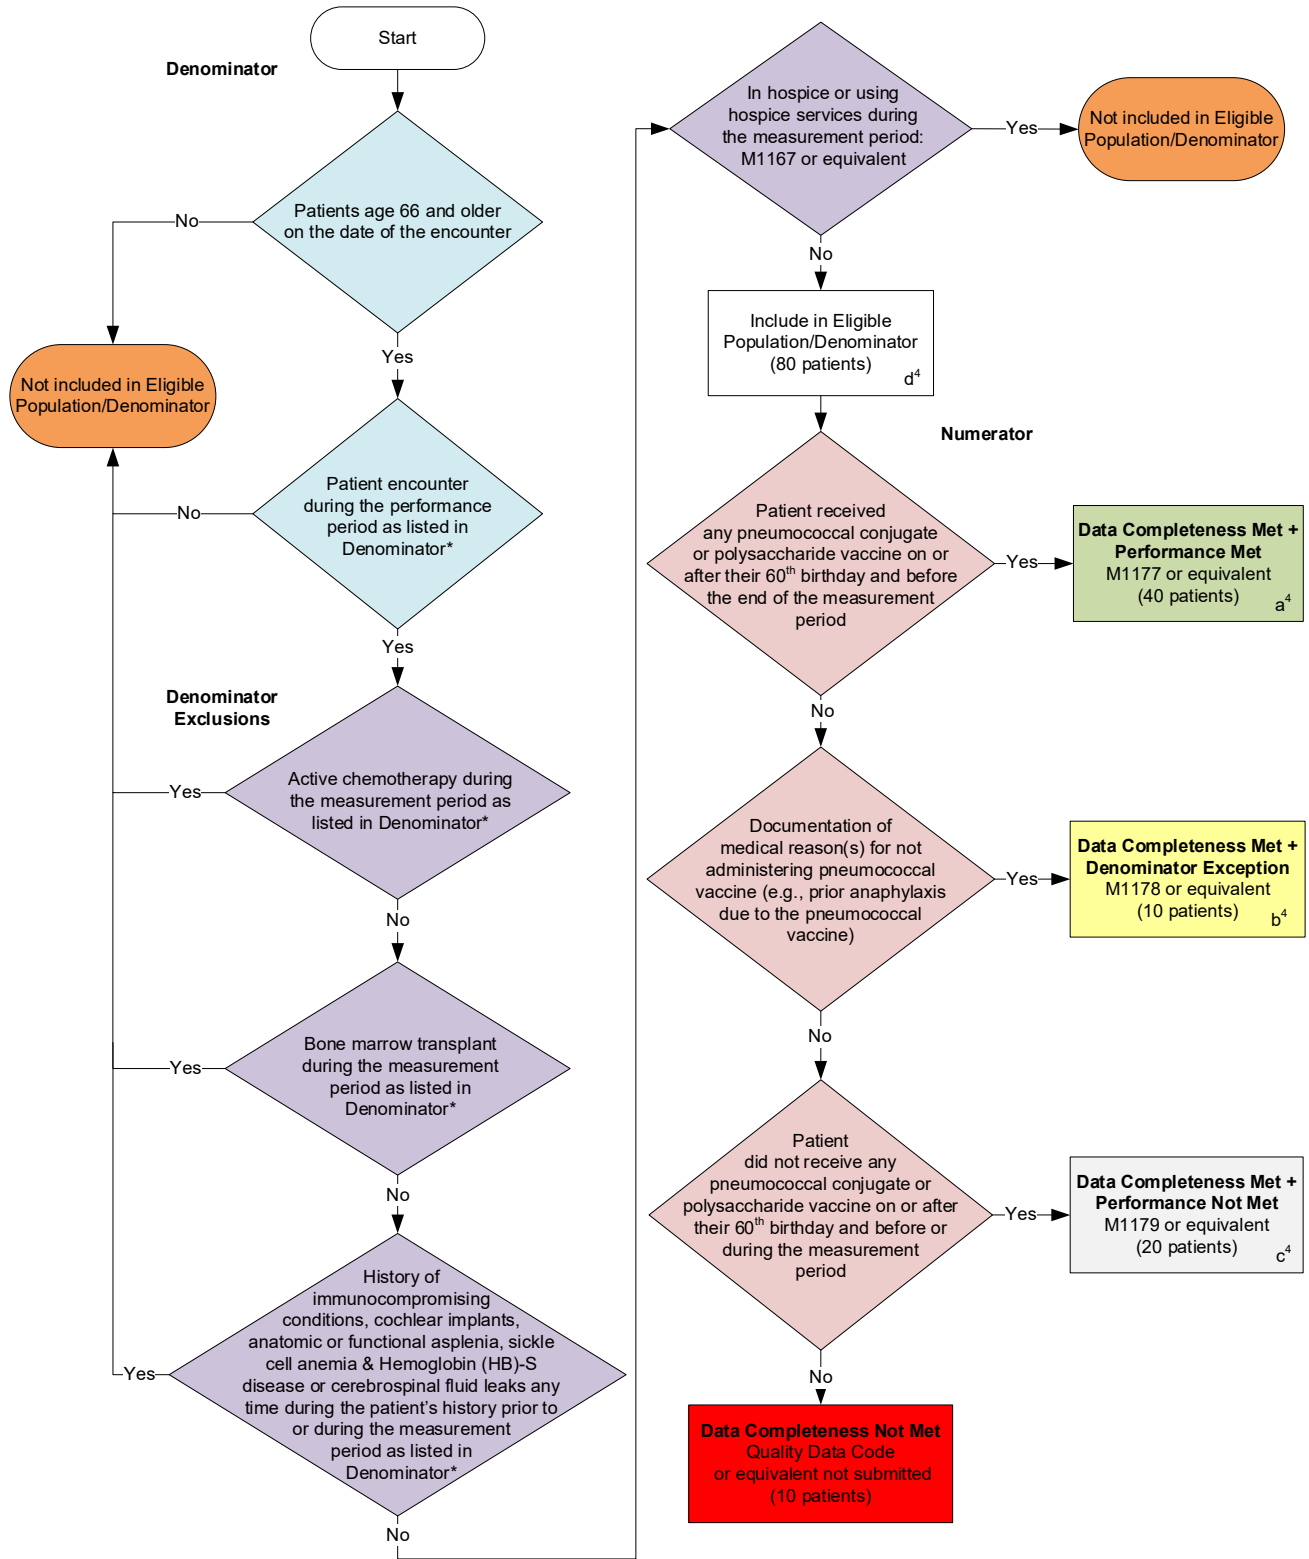 Start
Denominator
Patients age 66 and older
on the date of the encounter
No
Yes
Not included in Eligible
Population/Denominator
Patient encounter
during the performance
period as listed in
Denominator*
No
Yes
Denominator
Exclusions
Active chemotherapy during
the measurement period as
listed in Denominator*
Yes
No
Bone marrow transplant
during the measurement
period as listed in
Denominator*
Yes
No
History of
immunocompromising
conditions, cochlear implants,
anatomic or functional asplenia, sickle
cell anemia & Hemoglobin (HB)-S
disease or cerebrospinal fluid leaks any
time during the patient’s history prior to
or during the measurement
period as listed in
Denominator*
Yes
No
In hospice or using
hospice services during
the measurement period:
M1167 or equivalent
Yes
Not included in Eligible
Population/Denominator
No
Include in Eligible
Population/Denominator
(80 patients)
d4
Numerator
Patient received
any pneumococcal conjugate
or polysaccharide vaccine on or
after their 60th birthday and before
the end of the measurement
period
Yes
Data Completeness Met +
Performance Met
M1177 or equivalent
(40 patients)
a4
No
Documentation of
medical reason(s) for not
administering pneumococcal
vaccine (e.g., prior anaphylaxis
due to the pneumococcal
vaccine)
Yes
Data Completeness Met +
Denominator Exception
M1178 or equivalent
(10 patients)
b4
No
Patient
did not receive any
pneumococcal conjugate or
polysaccharide vaccine on or after
their 60th birthday and before or
during the measurement
period
Yes
Data Completeness Met +
Performance Not Met
M1179 or equivalent
(20 patients)
c4
No
Data Completeness Not Met
Quality Data Code
or equivalent not submitted
(10 patients)